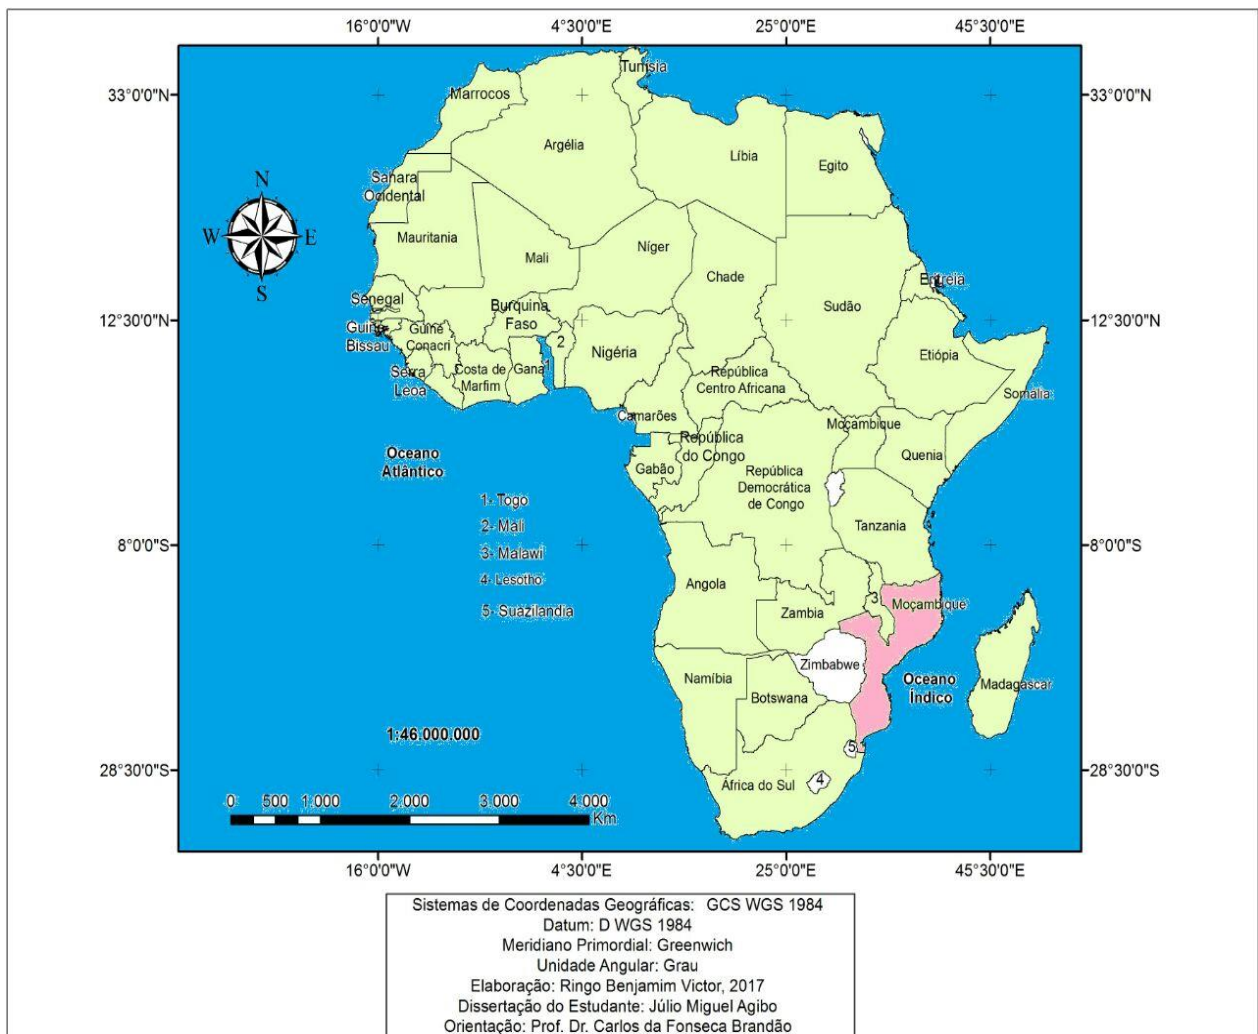 16°0'0"W
4°30'0"E
25°0'0"E
45°30'0"E
33°0'0"N
33°0'0"N
Tunísia
Marrocos
Argélia
Líbia
Egito
Sahara
Ocidental
N
W
E
S
Mauritania
Mali
Níger
Chade
Sudão
Eritreia
Senegal
12°30'0"N
12°30'0"N
Burquina
Faso
2
Guine
Bissau
Guine
Conacri
Nigéria
Etiópia
Serra
Leoa
Costa de
Marfim
Gana
1
República
Centro Africana
Somália
Camarões
Moçambique
República
do Congo
Quenia
Oceano
Atlântico
Gabão
República
Democrática
de Congo
1- Togo
2- Mali
3- Malawi
4- Lesotho
5- Suazilandia
Tanzania
8°0'0"S
8°0'0"S
Angola
3
Moçambique
Zambia
Zimbabwe
Namíbia
Botswana
Oceano
Índico
Madagascar
1:46.000.000
5
28°30'0"S
28°30'0"S
África do Sul
4
0 500 1.000 2.000 3.000 4.000
Km
16°0'0"W
4°30'0"E
25°0'0"E
45°30'0"E
Sistemas de Coordenadas Geográficas: GCS WGS 1984
Datum: D WGS 1984
Meridiano Primordial: Greenwich
Unidade Angular: Grau
Elaboração: Ringo Benjamim Victor, 2017
Dissertação do Estudante: Júlio Miguel Agibo
Orientação: Prof. Dr. Carlos da Fonseca Brandão